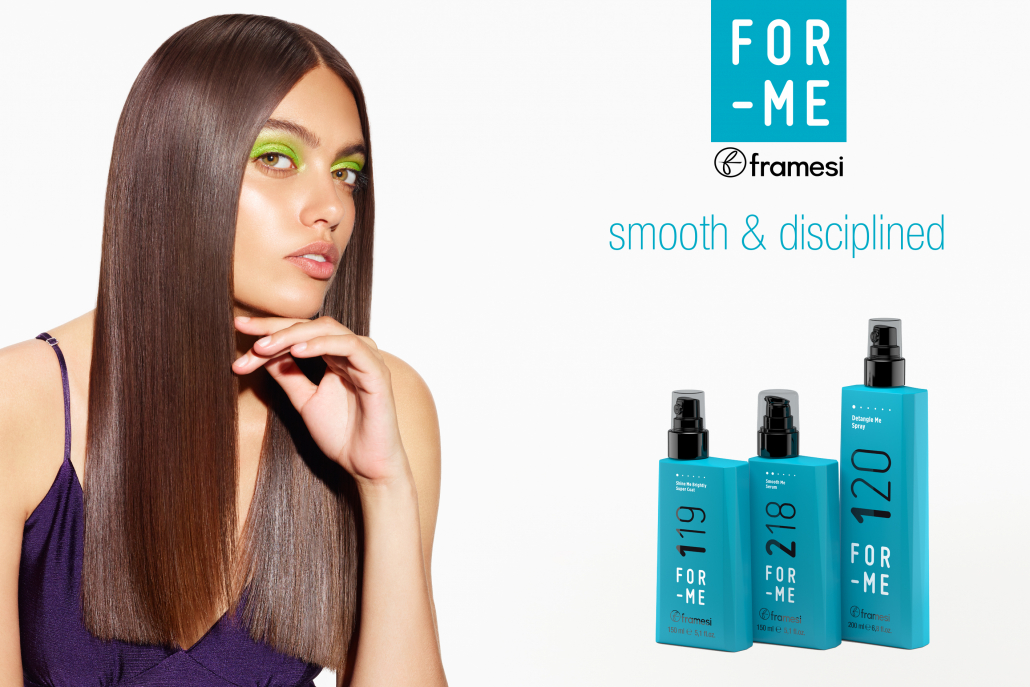 FOR
-ME
framesi
smooth & disciplined
Shine Me Brightly
Super Coat
119
FOR
-ME
framesi
150 ml ℮ 5.1 fl.oz.
Smooth Me
Serum
218
FOR
-ME
framesi
150 ml ℮ 5.1 fl.oz.
Detangle Me
Spray
120
FOR
-ME
framesi
200 ml ℮ 6.8 fl.oz.